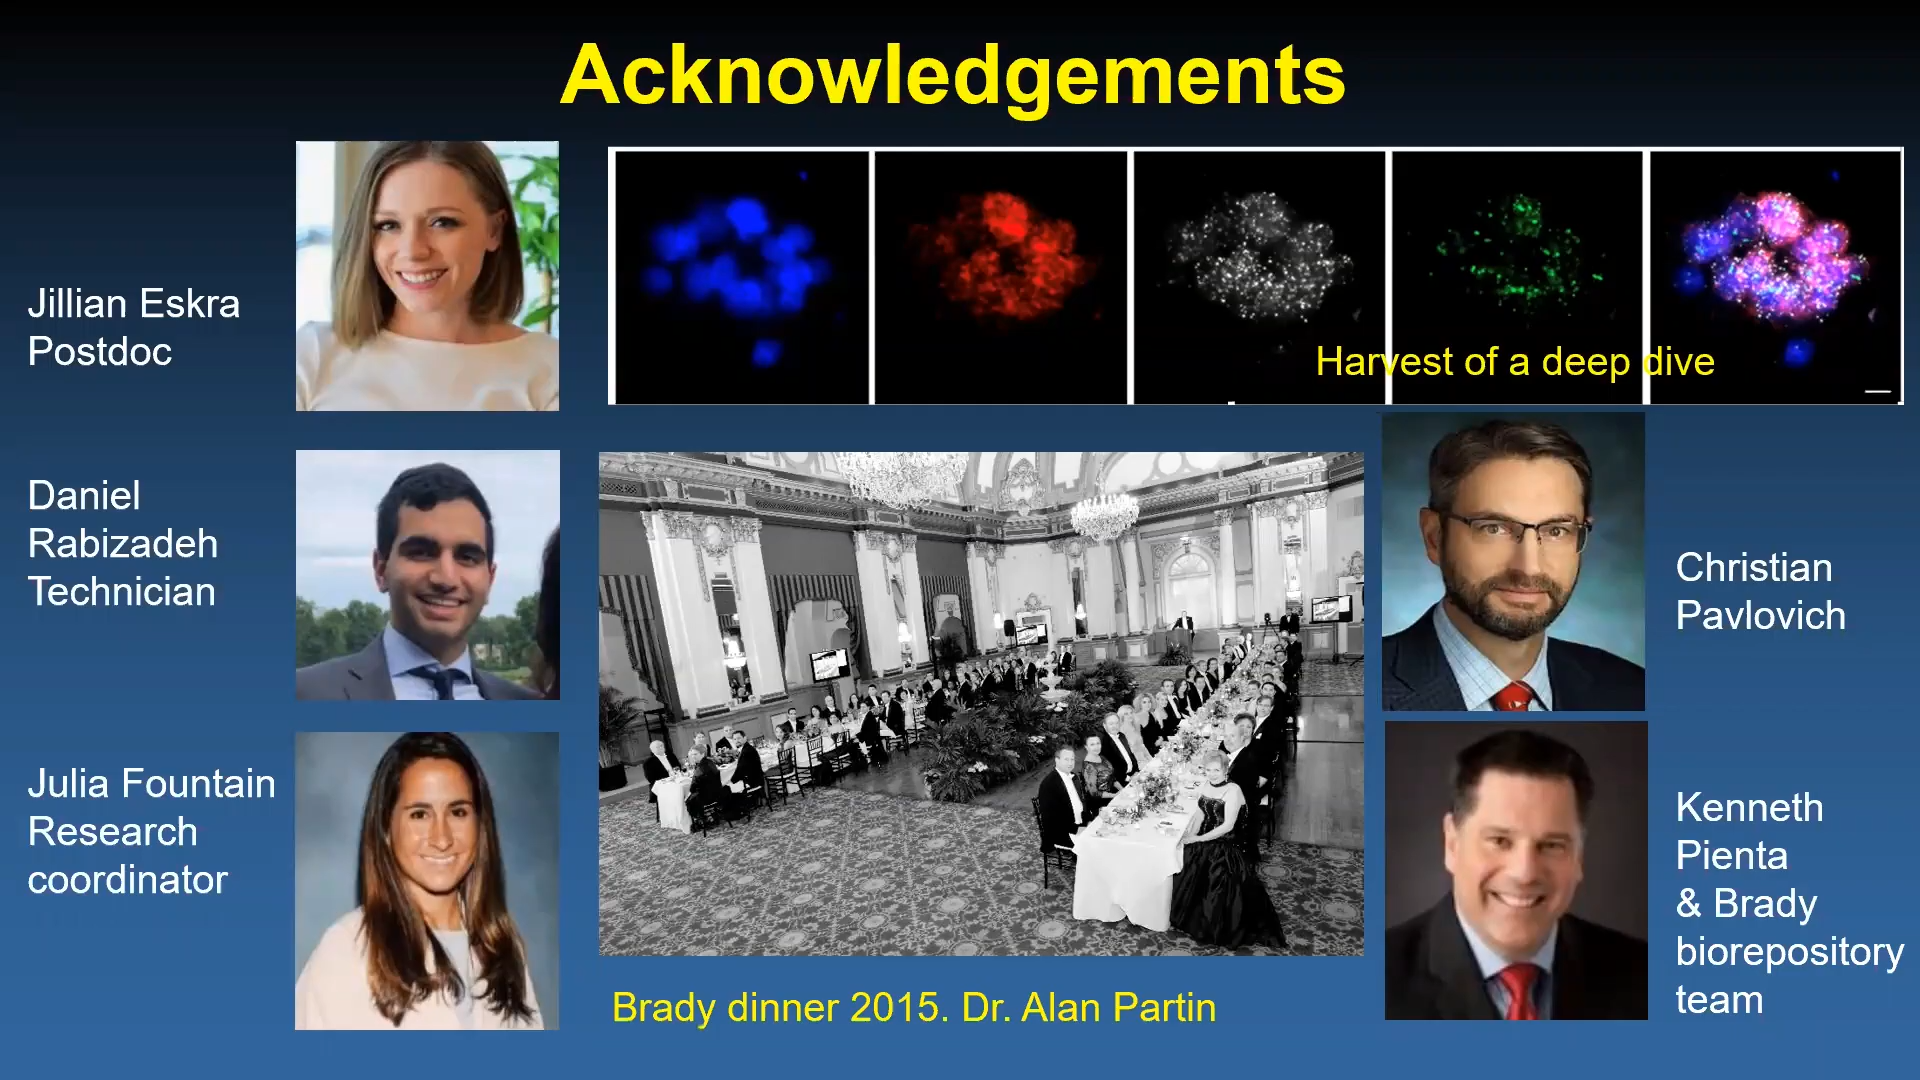 Acknowledgements
Jillian Eskra
Postdoc
Harvest of a deep dive
Daniel
Rabizadeh
Technician
Christian
Pavlovich
Julia Fountain
Research
coordinator
Kenneth
Pienta
& Brady
biorepository
team
Brady dinner 2015. Dr. Alan Partin